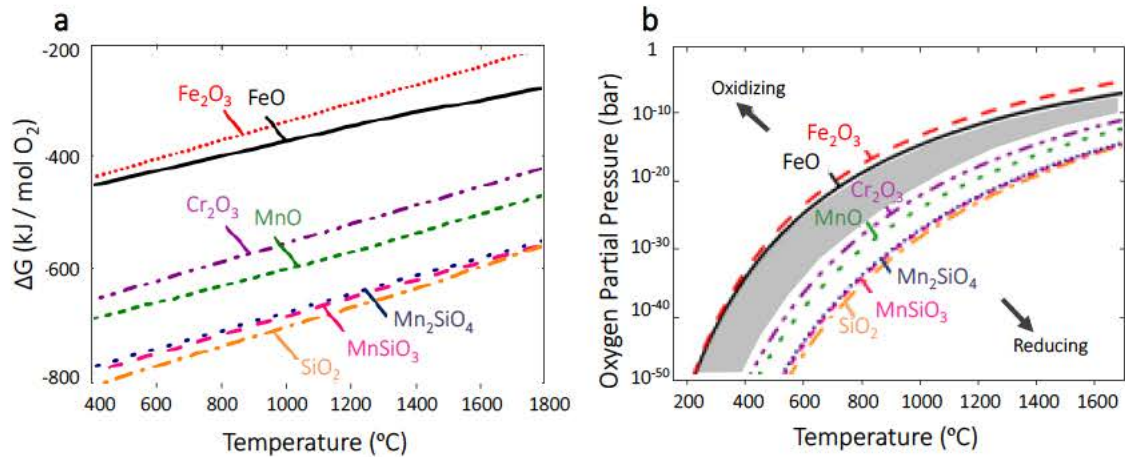 a
-200
-400
-600
-800
ΔG (kJ / mol O₂)
Fe₂O₃
FeO
Cr₂O₃
MnO
Mn₂SiO₄
MnSiO₃
SiO₂
400 600 800 1000 1200 1400 1600 1800
Temperature (ºC)
b
1
10⁻¹⁰
10⁻²⁰
10⁻³⁰
10⁻⁴⁰
10⁻⁵⁰
Oxygen Partial Pressure (bar)
Oxidizing
Fe₂O₃
FeO
Cr₂O₃
MnO
Mn₂SiO₄
MnSiO₃
SiO₂
Reducing
200 400 600 800 1000 1200 1400 1600
Temperature (ºC)